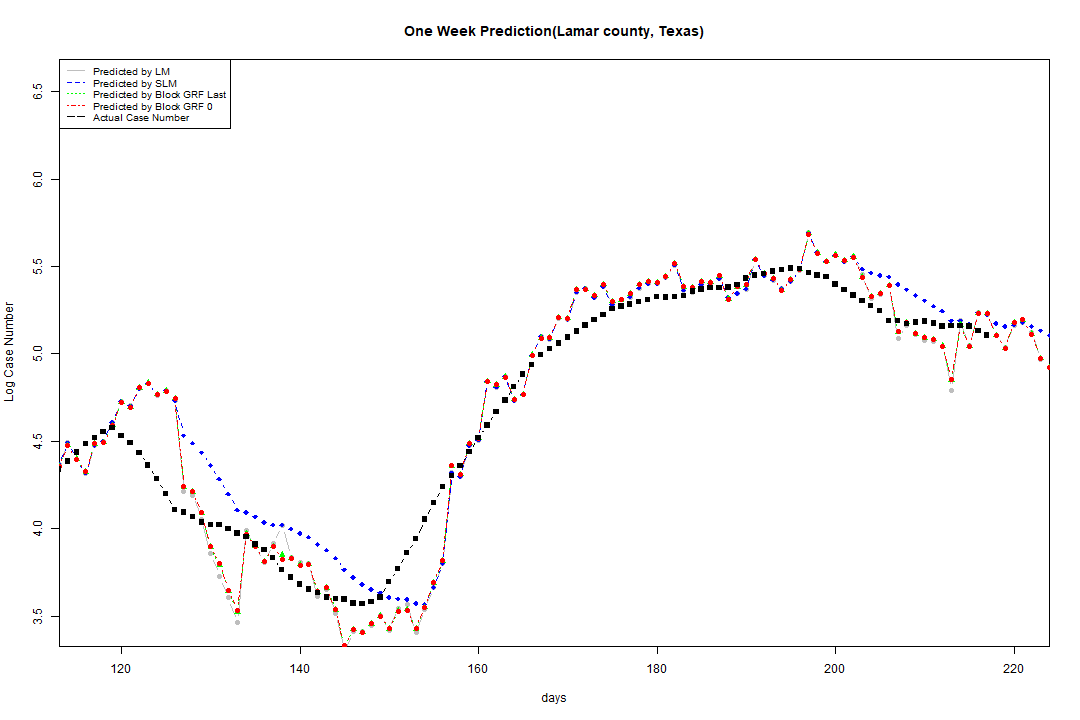 One Week Prediction(Lamar county, Texas)
Predicted by LM
Predicted by SLM
Predicted by Block GRF Last
Predicted by Block GRF 0
Actual Case Number
6.5
6.0
5.5
5.0
4.5
4.0
3.5
Log Case Number
120 140 160 180 200 220
days